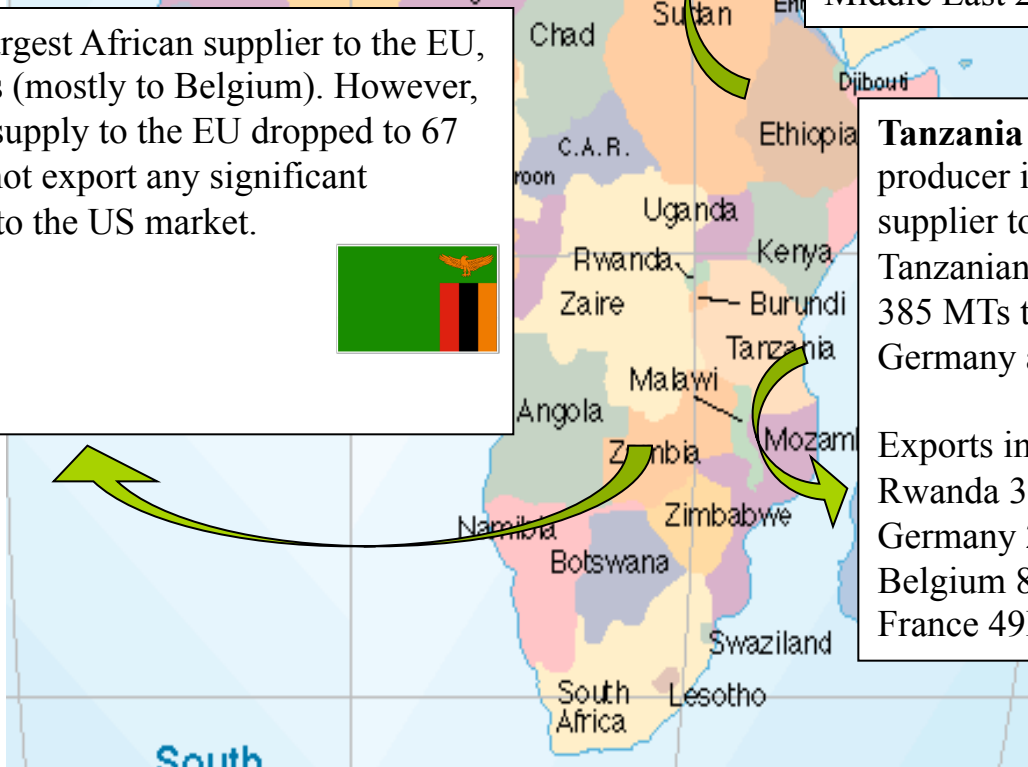 Middle East 2
rgest African supplier to the EU,
(mostly to Belgium). However,
supply to the EU dropped to 67
not export any significant
to the US market.
Tanzania
producer i
supplier to
Tanzanian
385 MTs t
Germany a
Exports in
Rwanda 3
Germany
Belgium 8
France 49
Chad
Sudan
Djibouti
Ethiopia
C.A.R.
roon
Uganda
Kenya
Rwanda
Zaire
Burundi
Tanzania
Malawi
Angola
Zambia
Mozam
Namibia
Zimbabwe
Botswana
Swaziland
South
Africa
Lesotho
South